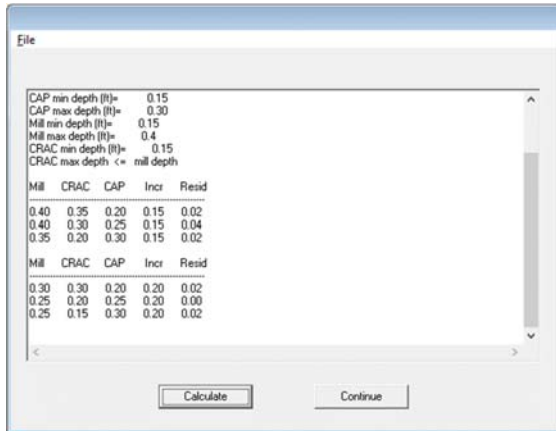 File
CAP min depth (ft)= 0.15
CAP max depth (ft)= 0.30
Mill min depth (ft)= 0.15
Mill max depth (ft)= 0.4
CRAC min depth (ft)= 0.15
CRAC max depth <= mill depth
Mill CRAC CAP Incr Resid
0.40 0.35 0.20 0.15 0.02
0.40 0.30 0.25 0.15 0.04
0.35 0.20 0.30 0.15 0.02
Mill CRAC CAP Incr Resid
0.30 0.30 0.20 0.20 0.02
0.25 0.20 0.25 0.20 0.00
0.25 0.15 0.30 0.20 0.02
Calculate Continue